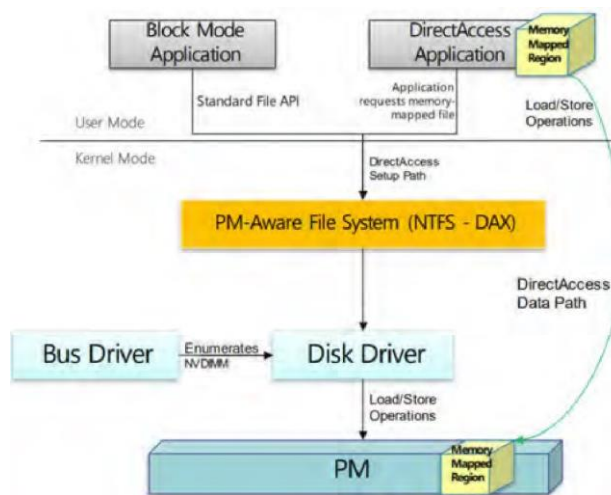 Block Mode
Application
DirectAccess
Application
Memory
Mapped
Region
Standard File API
Application
requests memory-
mapped file
Load/Store
Operations
User Mode
Kernel Mode
DirectAccess
Setup Path
PM-Aware File System (NTFS - DAX)
DirectAccess
Data Path
Bus Driver
Enumerates
NVDIMM
Disk Driver
Load/Store
Operations
PM
Memory
Mapped
Region